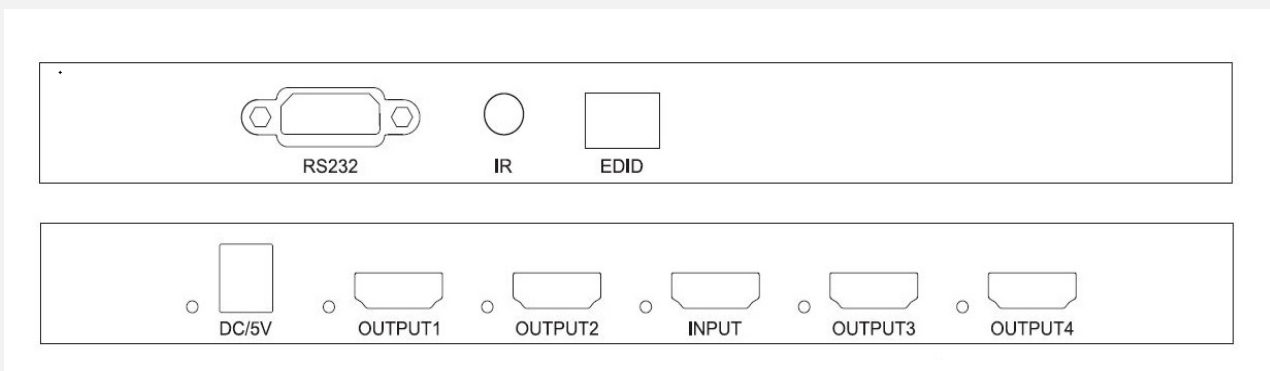 RS232 IR EDID
DC/5V OUTPUT1 OUTPUT2 INPUT OUTPUT3 OUTPUT4